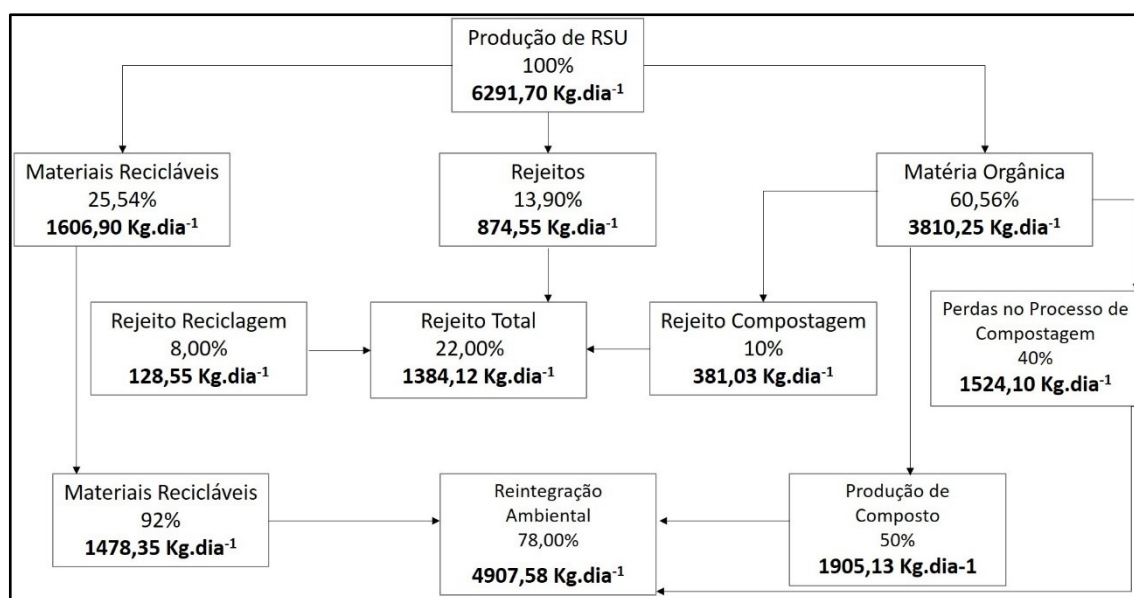 Produção de RSU
100%
6291,70 Kg.dia⁻¹
Materiais Recicláveis
25,54%
1606,90 Kg.dia⁻¹
Rejeitos
13,90%
874,55 Kg.dia⁻¹
Matéria Orgânica
60,56%
3810,25 Kg.dia⁻¹
Rejeito Reciclagem
8,00%
128,55 Kg.dia⁻¹
Rejeito Total
22,00%
1384,12 Kg.dia⁻¹
Rejeito Compostagem
10%
381,03 Kg.dia⁻¹
Perdas no Processo de
Compostagem
40%
1524,10 Kg.dia⁻¹
Materiais Recicláveis
92%
1478,35 Kg.dia⁻¹
Reintegração
Ambiental
78,00%
4907,58 Kg.dia⁻¹
Produção de
Composto
50%
1905,13 Kg.dia-1